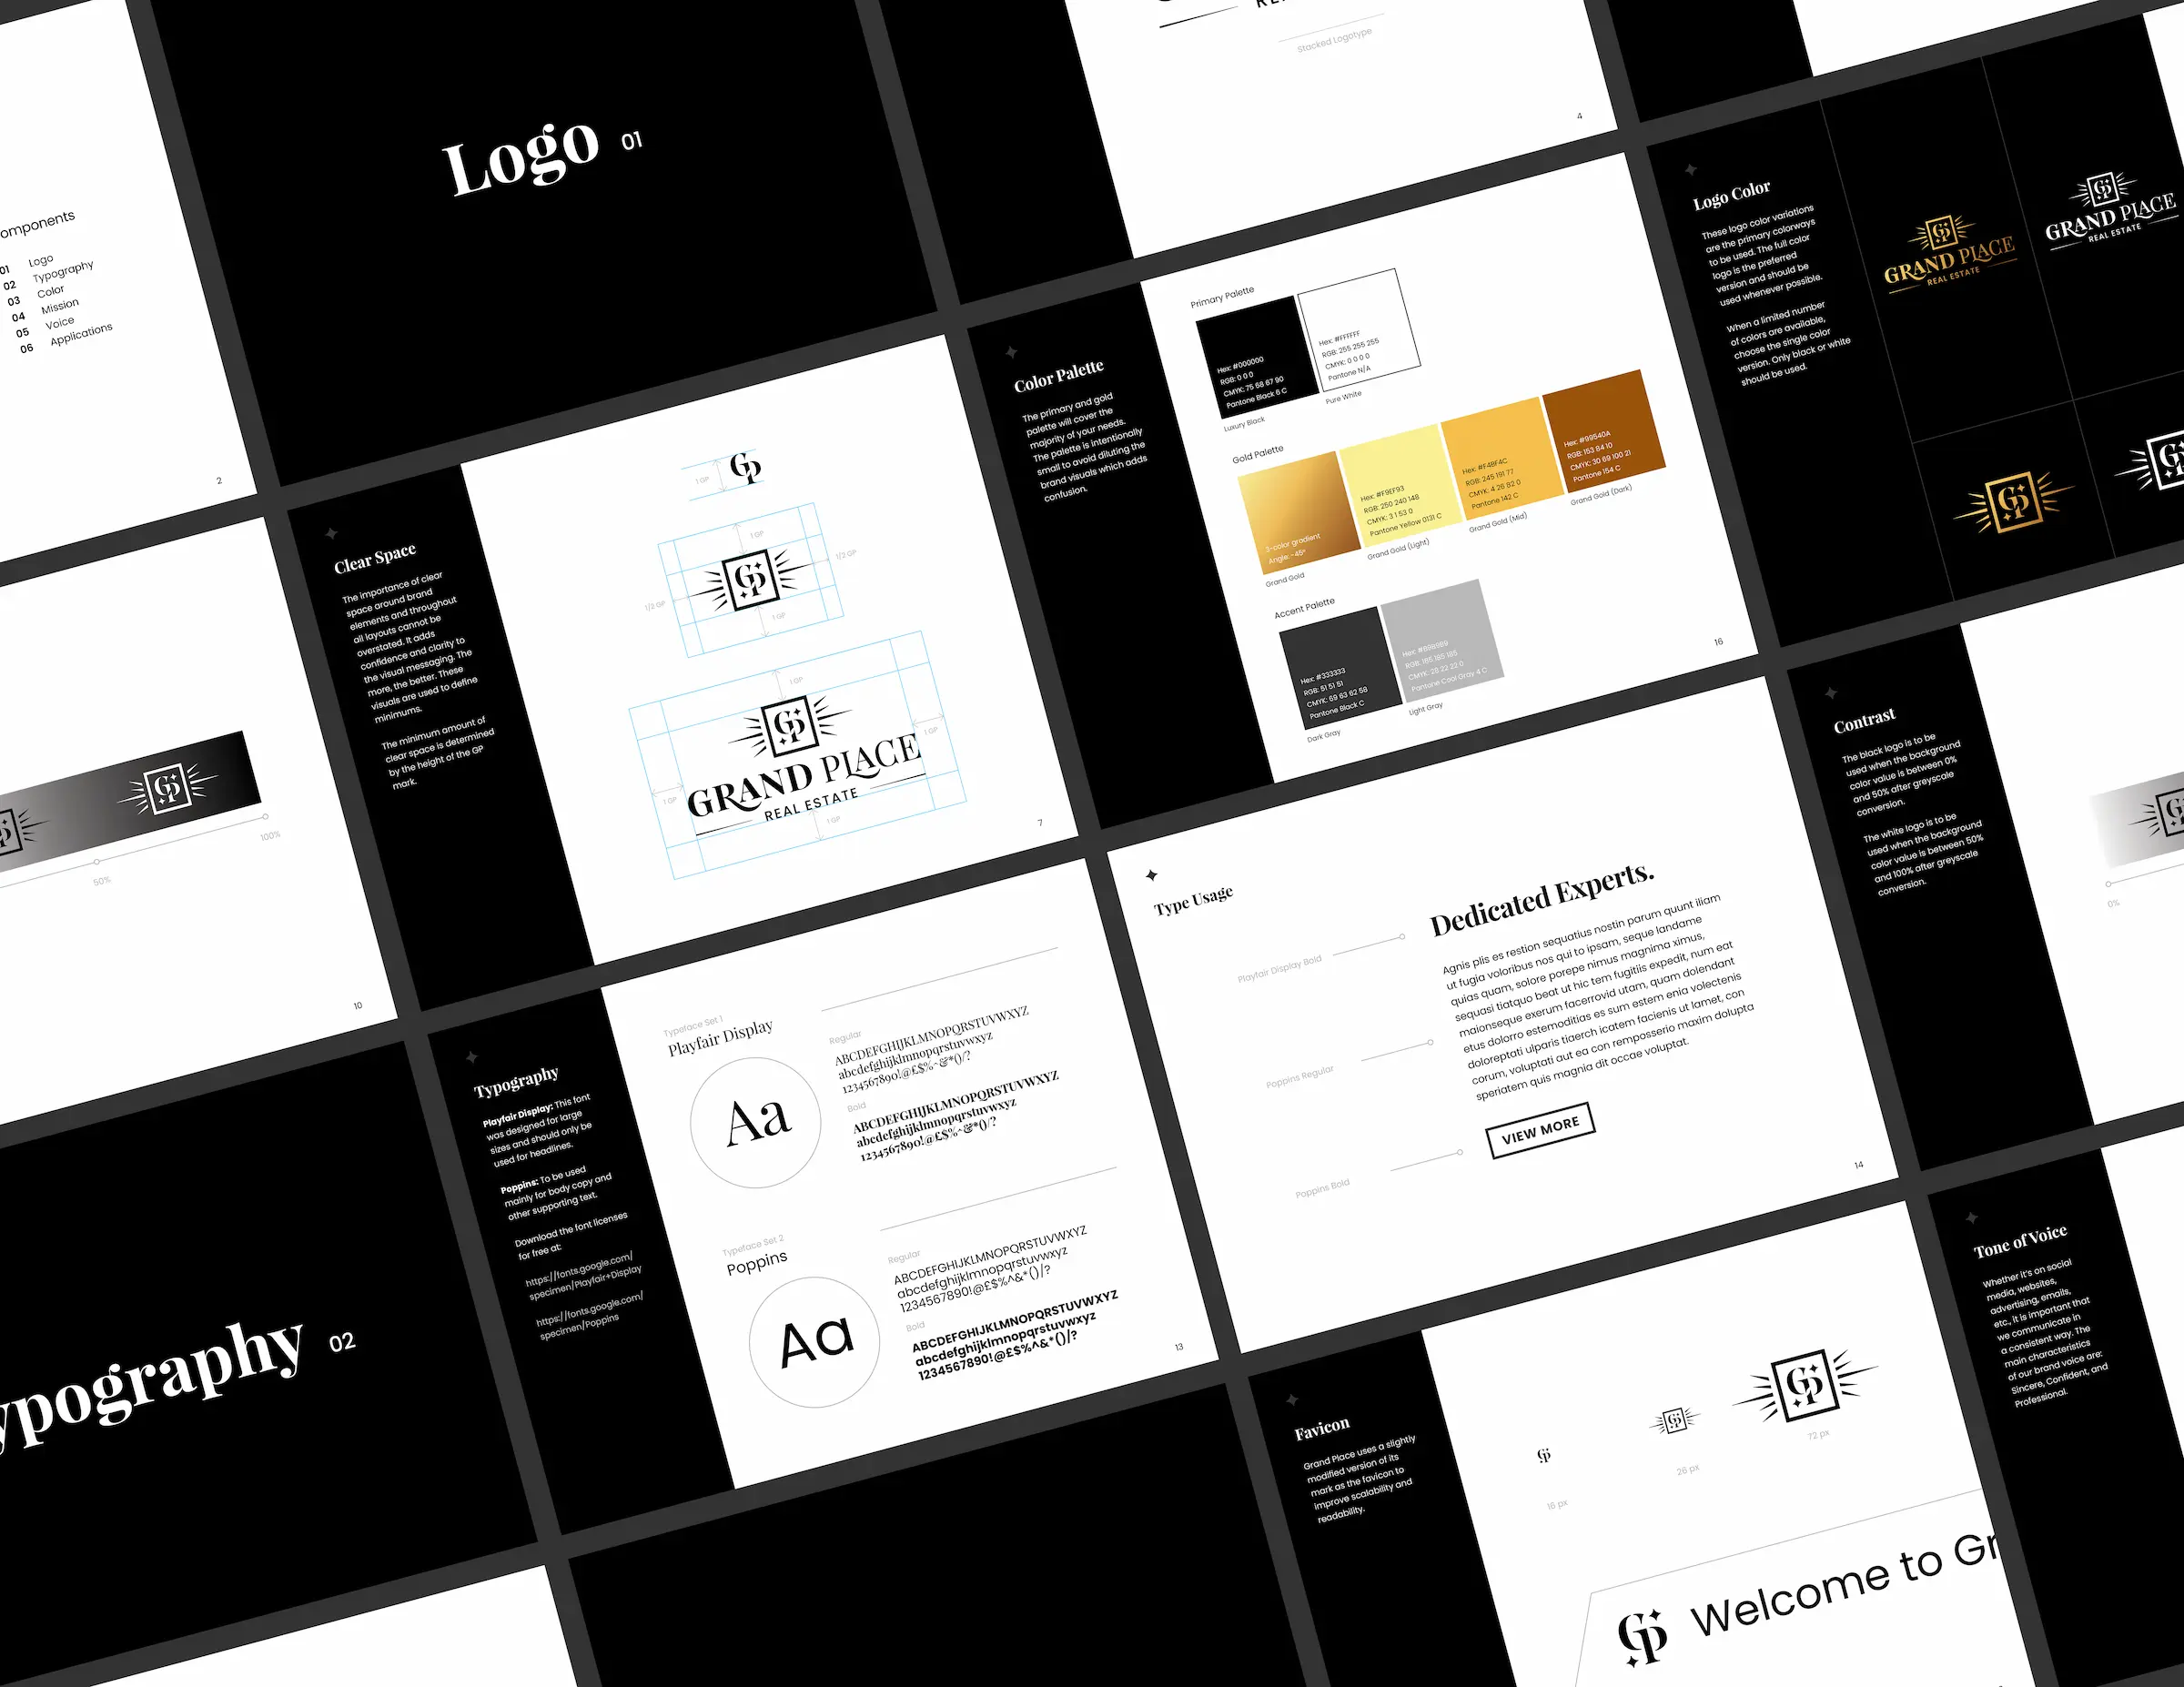 omponents
01 Logo
02 Typography
03 Color
04 Mission
05 Voice
06 Applications
2
Logo 01
Stacked Logotype
4
Logo Color
These logo color variations
are the primary colorways
to be used. The full color
logo is the preferred
version and should be
used whenever possible.
When a limited number
of colors are available,
choose the single color
version. Only black or white
should be used.
GP
GRAND PLACE
REAL ESTATE
GP
GRAND PLACE
REAL ESTATE
GP
GP
Color Palette
The primary and gold
palette will cover the
majority of your needs.
The palette is intentionally
small to avoid diluting the
brand visuals which adds
confusion.
Primary Palette
Hex: #000000
RGB: 0 0 0
CMYK: 75 68 67 90
Pantone Black 6 C
Luxury Black
Hex: #FFFFFF
RGB: 255 255 255
CMYK: 0 0 0 0
Pantone N/A
Pure White
Gold Palette
3-color gradient
Angle: -45°
Grand Gold
Hex: #F9EF93
RGB: 250 240 148
CMYK: 3 1 53 0
Pantone Yellow 0131 C
Grand Gold (Light)
Hex: #F4BF4C
RGB: 245 191 77
CMYK: 4 26 82 0
Pantone 142 C
Grand Gold (Mid)
Hex: #99540A
RGB: 153 84 10
CMYK: 30 69 100 21
Pantone 154 C
Grand Gold (Dark)
Accent Palette
Hex: #333333
RGB: 51 51 51
CMYK: 69 63 62 58
Pantone Black C
Dark Gray
Hex: #B9B9B9
RGB: 185 185 185
CMYK: 28 22 22 0
Pantone Cool Gray 4 C
Light Gray
16
Clear Space
The importance of clear
space around brand
elements and throughout
all layouts cannot be
overstated. It adds
confidence and clarity to
the visual messaging. The
more, the better. These
visuals are used to define
minimums.
The minimum amount of
clear space is determined
by the height of the GP
mark.
1 GP
GP
1 GP
1/2 GP
GP
1/2 GP
1 GP
1 GP
GP
1 GP
GRAND PLACE
1 GP
REAL ESTATE
1 GP
7
GP
GP
50%
100%
10
Contrast
The black logo is to be
used when the background
color value is between 0%
and 50% after greyscale
conversion.
The white logo is to be
used when the background
color value is between 50%
and 100% after greyscale
conversion.
0%
Type Usage
Playfair Display Bold
Poppins Regular
Poppins Bold
Dedicated Experts.
Agnis plis es restion sequatius nostin parum quunt iliam
ut fugia voloribus nos qui to ipsam, seque landame
quias quam, solore porepe nimus magnima ximus,
sequasi tiatquo beat ut hic tem fugitiis expedit, num eat
maionseque exerum facerrovid utam, quam dolendant
etus dolorro estemoditias es sum estem enia volectenis
doloreptati ulparis tiaerch icatem facienis ut lamet, con
corum, voluptati aut ea con remposserio maxim dolupta
speriatem quis magnia dit occae voluptat.
VIEW MORE
14
Typography
Playfair Display: This font
was designed for large
sizes and should only be
used for headlines.
Poppins: To be used
mainly for body copy and
other supporting text.
Download the font licenses
for free at:
https://fonts.google.com/
specimen/Playfair+Display
https://fonts.google.com/
specimen/Poppins
Typeface Set 1
Playfair Display
Aa
Regular
ABCDEFGHIJKLMNOPQRSTUVWXYZ
abcdefghijklmnopqrstuvwxyz
1234567890!@£$%^&*()/?
Bold
ABCDEFGHIJKLMNOPQRSTUVWXYZ
abcdefghijklmnopqrstuvwxyz
1234567890!@£$%^&*()/?
Typeface Set 2
Poppins
Aa
Regular
ABCDEFGHIJKLMNOPQRSTUVWXYZ
abcdefghijklmnopqrstuvwxyz
1234567890!@£$%^&*()/?
Bold
ABCDEFGHIJKLMNOPQRSTUVWXYZ
abcdefghijklmnopqrstuvwxyz
1234567890!@£$%^&*()/?
13
ypography 02
Tone of Voice
Whether it's on social
media, websites,
advertising, emails,
etc., it is important that
we communicate in
a consistent way. The
main characteristics
of our brand voice are:
Sincere, Confident, and
Professional.
Favicon
Grand Place uses a slightly
modified version of its
mark as the favicon to
improve scalability and
readability.
GP
16 px
GP
26 px
GP
72 px
GP Welcome to Gr